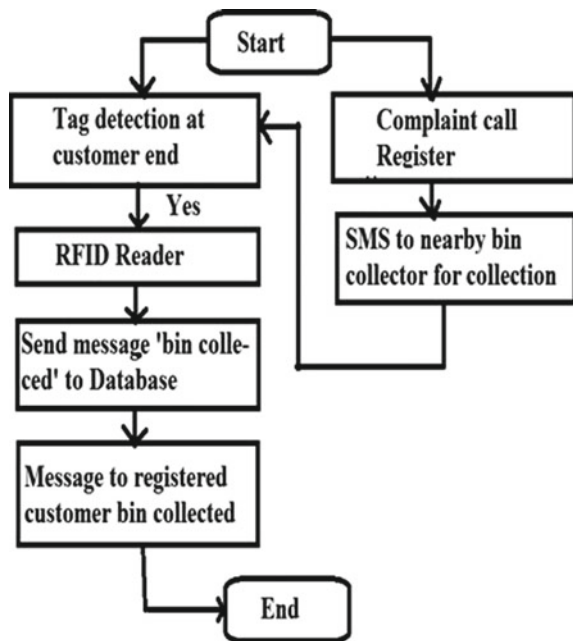 Start
Tag detection at
customer end
Yes
RFID Reader
Send message 'bin colle-
ced' to Database
Message to registered
customer bin collected
Complaint call
Register
SMS to nearby bin
collector for collection
End